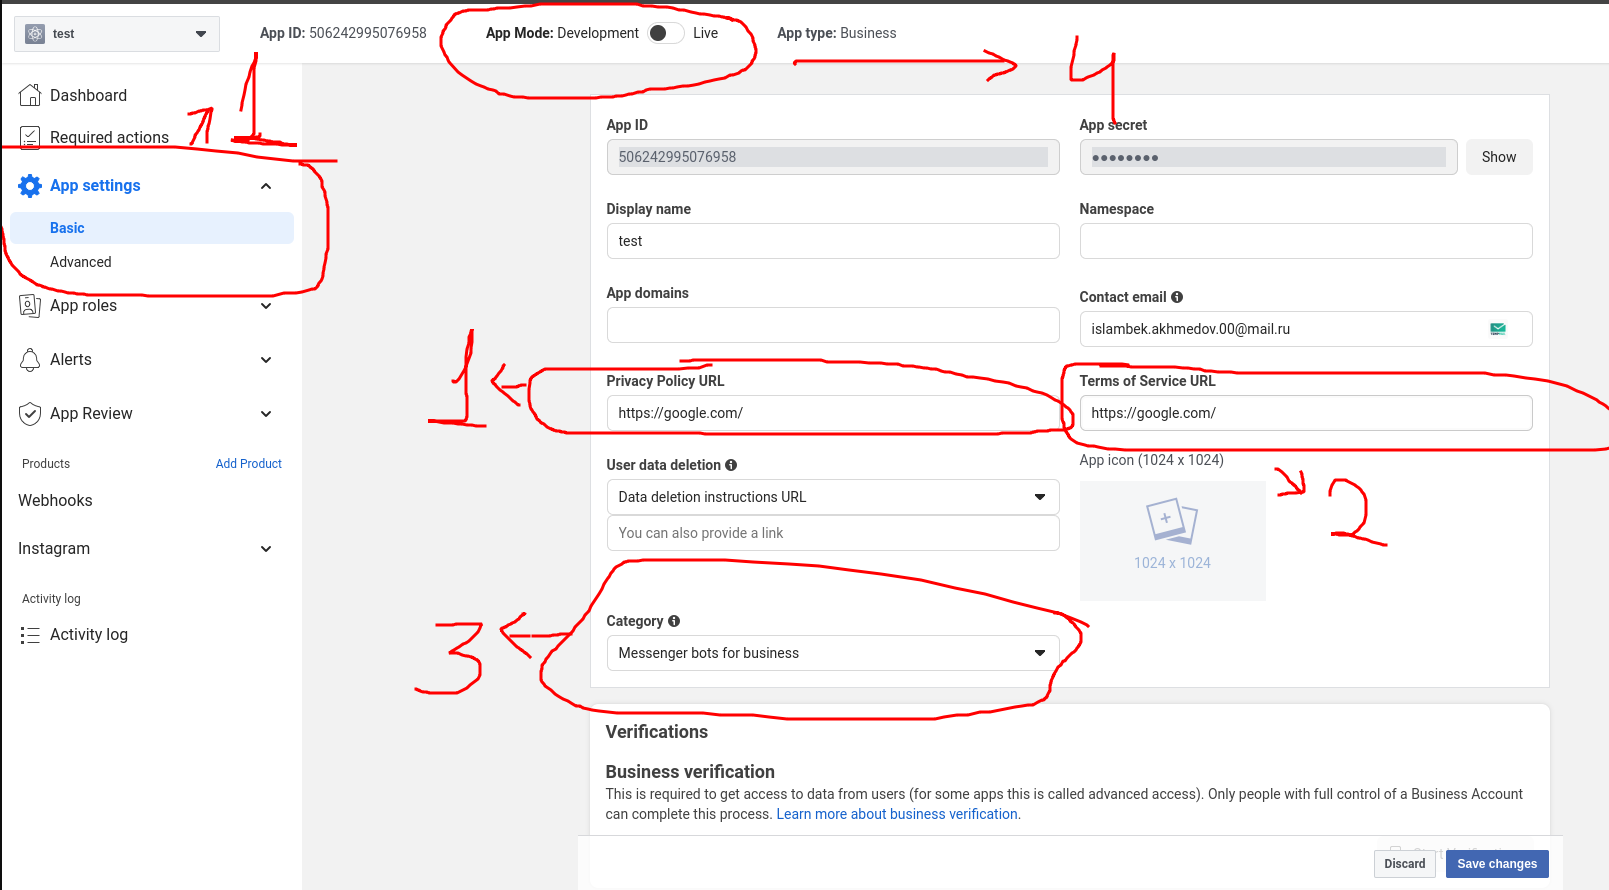 test
App ID: 506242995076958
App Mode: Development Live
App type: Business
4
1
Dashboard
Required actions
App settings
Basic
Advanced
App roles
Alerts
App Review
Products Add Product
Webhooks
Instagram
Activity log
Activity log
App ID
506242995076958
App secret
●●●●●●●●
Show
Display name
test
Namespace
App domains
Contact email
islambek.akhmedov.00@mail.ru
1
Privacy Policy URL
https://google.com/
Terms of Service URL
https://google.com/
User data deletion
Data deletion instructions URL
You can also provide a link
App icon (1024 x 1024)
1024 x 1024
2
3
Category
Messenger bots for business
Verifications
Business verification
This is required to get access to data from users (for some apps this is called advanced access). Only people with full control of a Business Account
can complete this process. Learn more about business verification.
Discard
Save changes